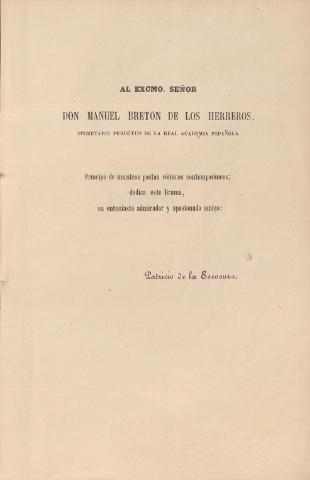 AL EXCMO. SEÑOR
DON MANUEL BRETÓN DE LOS HERREROS,
SECRETARIO PERPÉTUO DE LA REAL ACADEMIA ESPAÑOLA.
Príncipe de nuestros poetas cómicos contemporáneos;
dedica este Drama,
su entusiasta admirador y apasionado amigo:
Patricio de la Escosura.